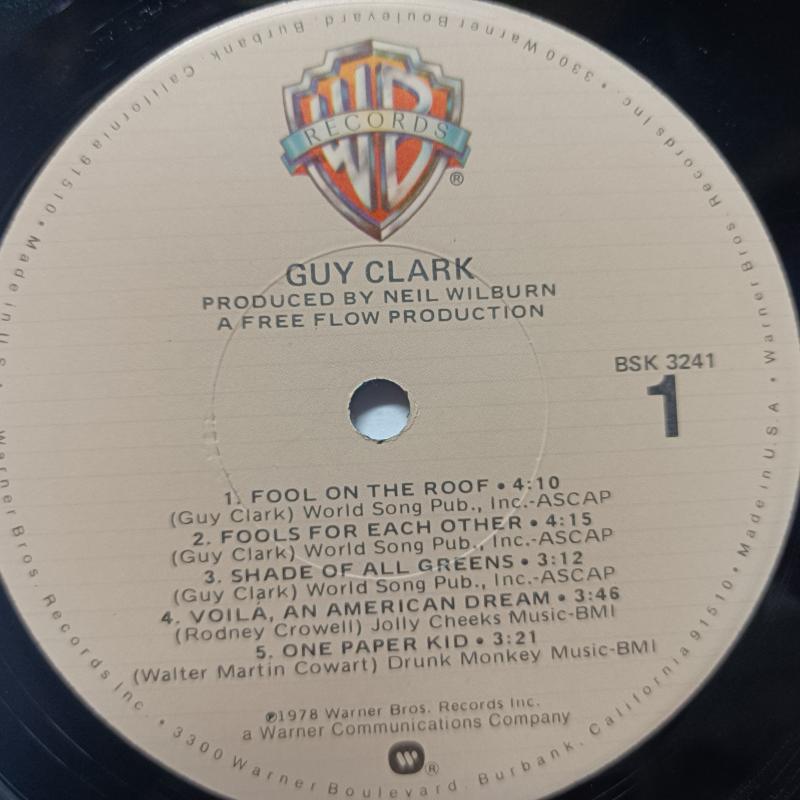 WB
RECORDS
®
GUY CLARK
PRODUCED BY NEIL WILBURN
A FREE FLOW PRODUCTION
BSK 3241
1
1. FOOL ON THE ROOF • 4:10
(Guy Clark) World Song Pub., Inc.-ASCAP
2. FOOLS FOR EACH OTHER • 4:15
(Guy Clark) World Song Pub., Inc.-ASCAP
3. SHADE OF ALL GREENS • 3:12
(Guy Clark) World Song Pub., Inc.-ASCAP
4. VOILÁ, AN AMERICAN DREAM • 3:46
(Rodney Crowell) Jolly Cheeks Music-BMI
5. ONE PAPER KID • 3:21
(Walter Martin Cowart) Drunk Monkey Music-BMI
℗1978 Warner Bros. Records Inc.
a Warner Communications Company
W ®
Warner Bros. Records Inc. • 3300 Warner Boulevard. Burbank. California 91510 • Made in U.S.A. • Warner Bros. Records Inc. • 3300 Warner Boulevard. Burbank. California 91510 • Made in U.S.